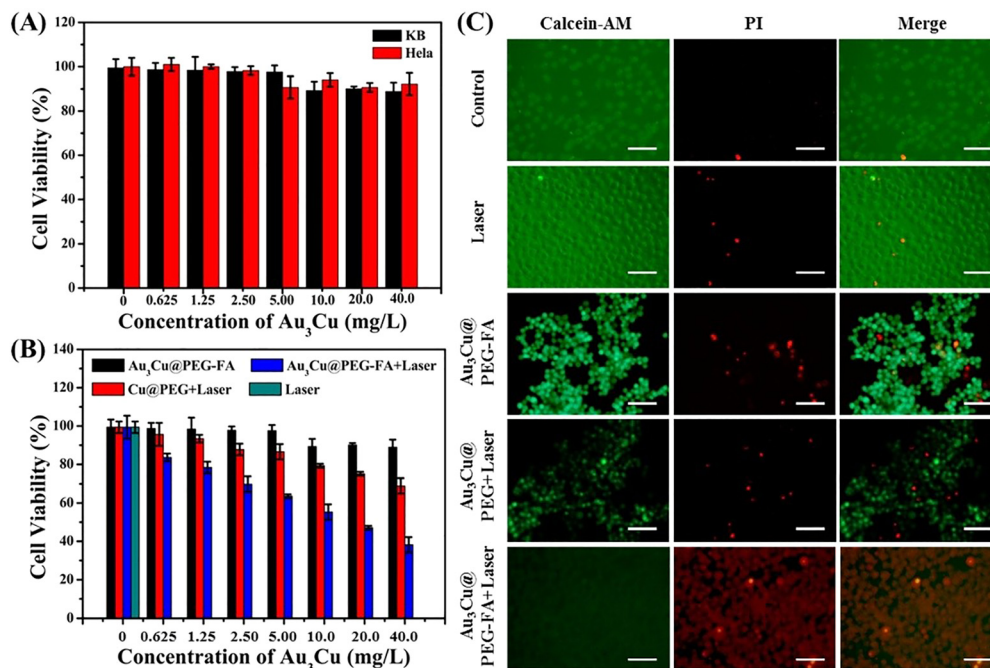 (A)
120
100
80
60
40
20
0
Cell Viability (%)
KB
Hela
0 0.625 1.25 2.50 5.00 10.0 20.0 40.0
Concentration of Au₃Cu (mg/L)
(B)
140
120
100
80
60
40
20
0
Cell Viability (%)
Au₃Cu@PEG-FA
Cu@PEG+Laser
Au₃Cu@PEG-FA+Laser
Laser
0 0.625 1.25 2.50 5.00 10.0 20.0 40.0
Concentration of Au₃Cu (mg/L)
(C)
Calcein-AM PI Merge
Control
Laser
Au₃Cu@
PEG-FA
Au₃Cu@
PEG+Laser
Au₃Cu@
PEG-FA+Laser